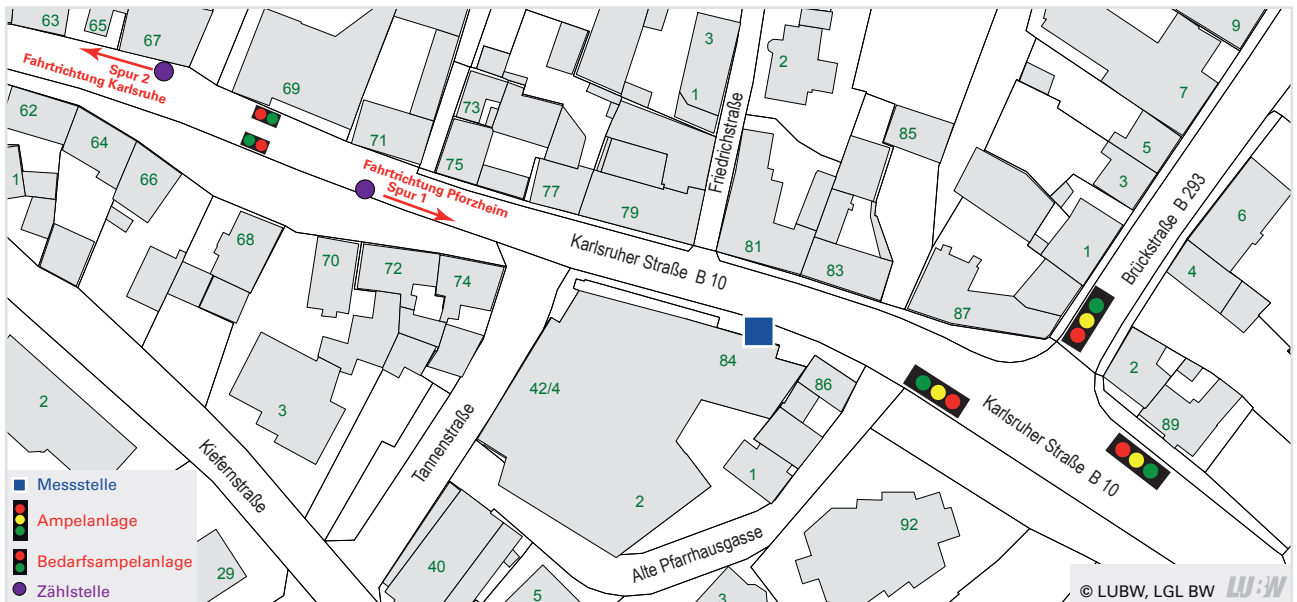 63
65
67
Spur 2
Fahrtrichtung Karlsruhe
69
62
64
66
1
71
73
75
77
79
3
1
2
85
9
7
5
3
1
6
4
Friedrichstraße
Fahrtrichtung Pforzheim
Spur 1
Karlsruher Straße B 10
81
83
87
Brückstraße B 293
68
70
72
74
84
86
42/4
2
89
Karlsruher Straße B 10
2
3
Kiefernstraße
Tannenstraße
1
2
92
Alte Pfarrhausgasse
40
29
5
3
Messstelle
Ampelanlage
Bedarfsampelanlage
Zählstelle
© LUBW, LGL BW LUBW